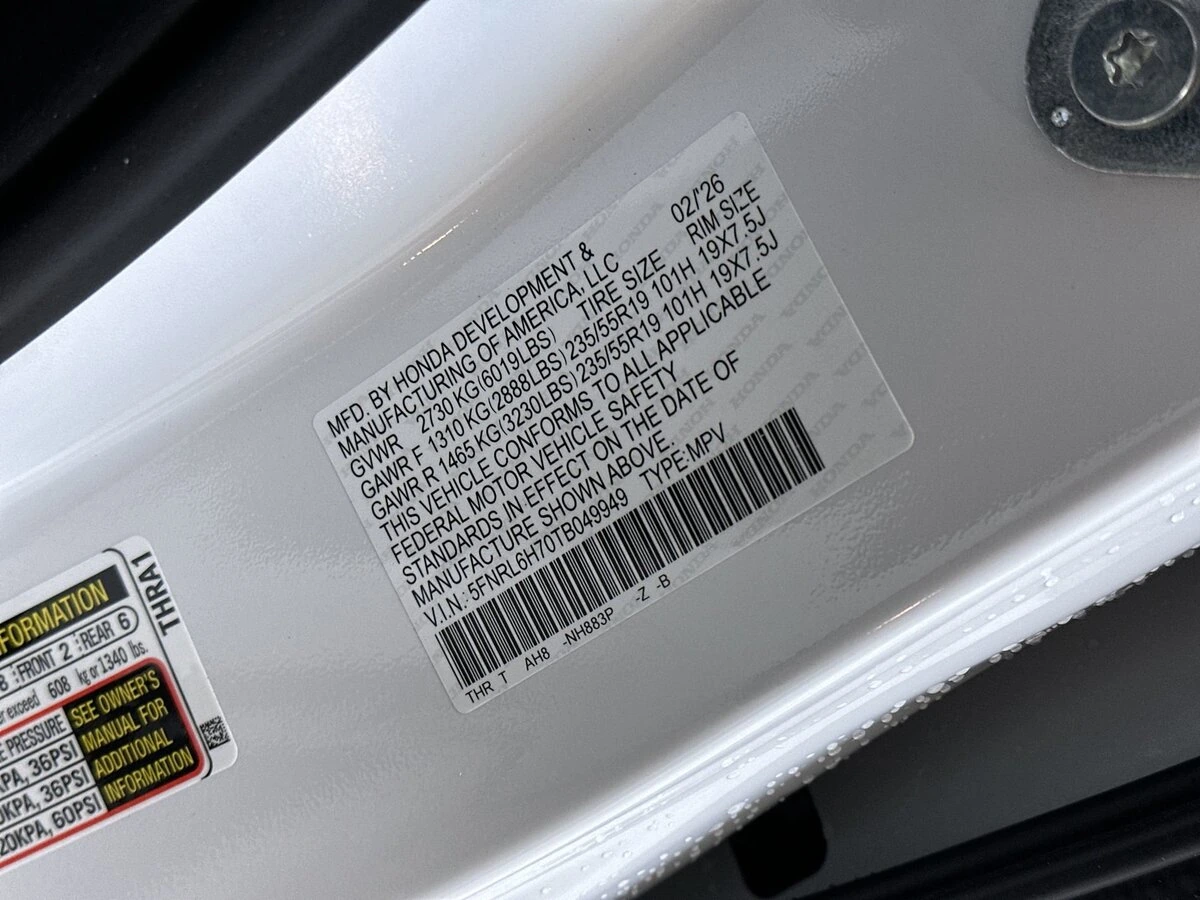 MFD. BY HONDA DEVELOPMENT &
MANUFACTURING OF AMERICA, LLC 02/'26
GVWR 2730 KG(6019LBS) TIRE SIZE RIM SIZE
GAWR F 1310 KG(2888LBS) 235/55R19 101H 19X7.5J
GAWR R 1465 KG(3230LBS) 235/55R19 101H 19X7.5J
THIS VEHICLE CONFORMS TO ALL APPLICABLE
FEDERAL MOTOR VEHICLE SAFETY
STANDARDS IN EFFECT ON THE DATE OF
MANUFACTURE SHOWN ABOVE.
V.I.N.: 5FNRL6H70TB049949 TYPE:MPV
THR T AH8 -NH883P -Z -B
THRA1
8 :FRONT 2 :REAR 6
exceed 608 kg or 1340 lbs.
PRESSURE SEE OWNER'S
KPA, 36PSI MANUAL FOR
KPA, 36PSI ADDITIONAL
20KPA, 60PSI INFORMATION